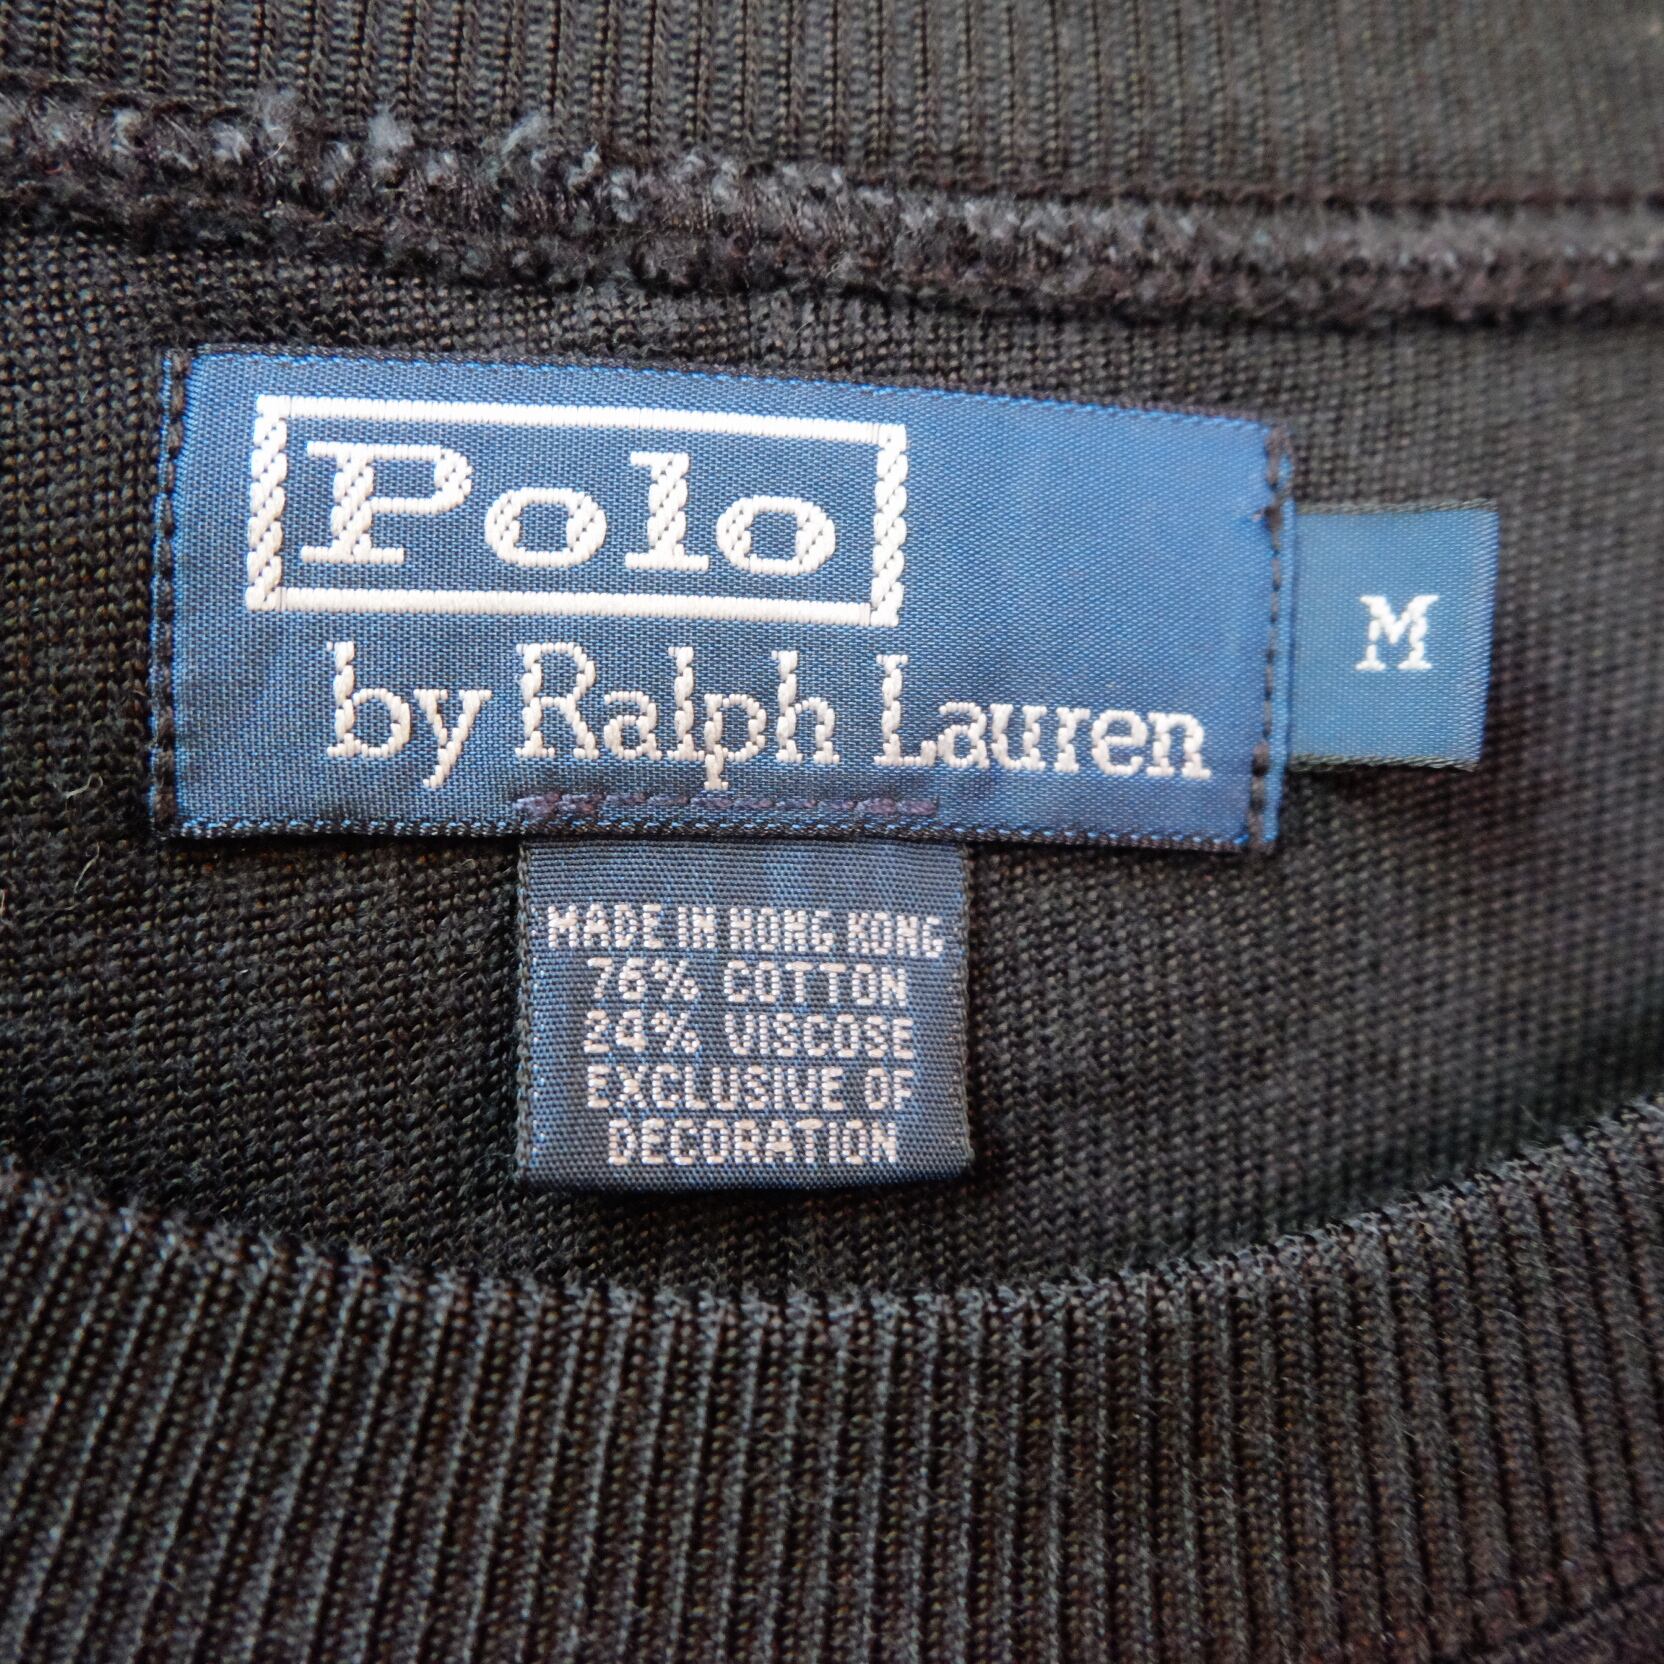 Polo
by Ralph Lauren
M
MADE IN HONG KONG
76% COTTON
24% VISCOSE
EXCLUSIVE OF
DECORATION